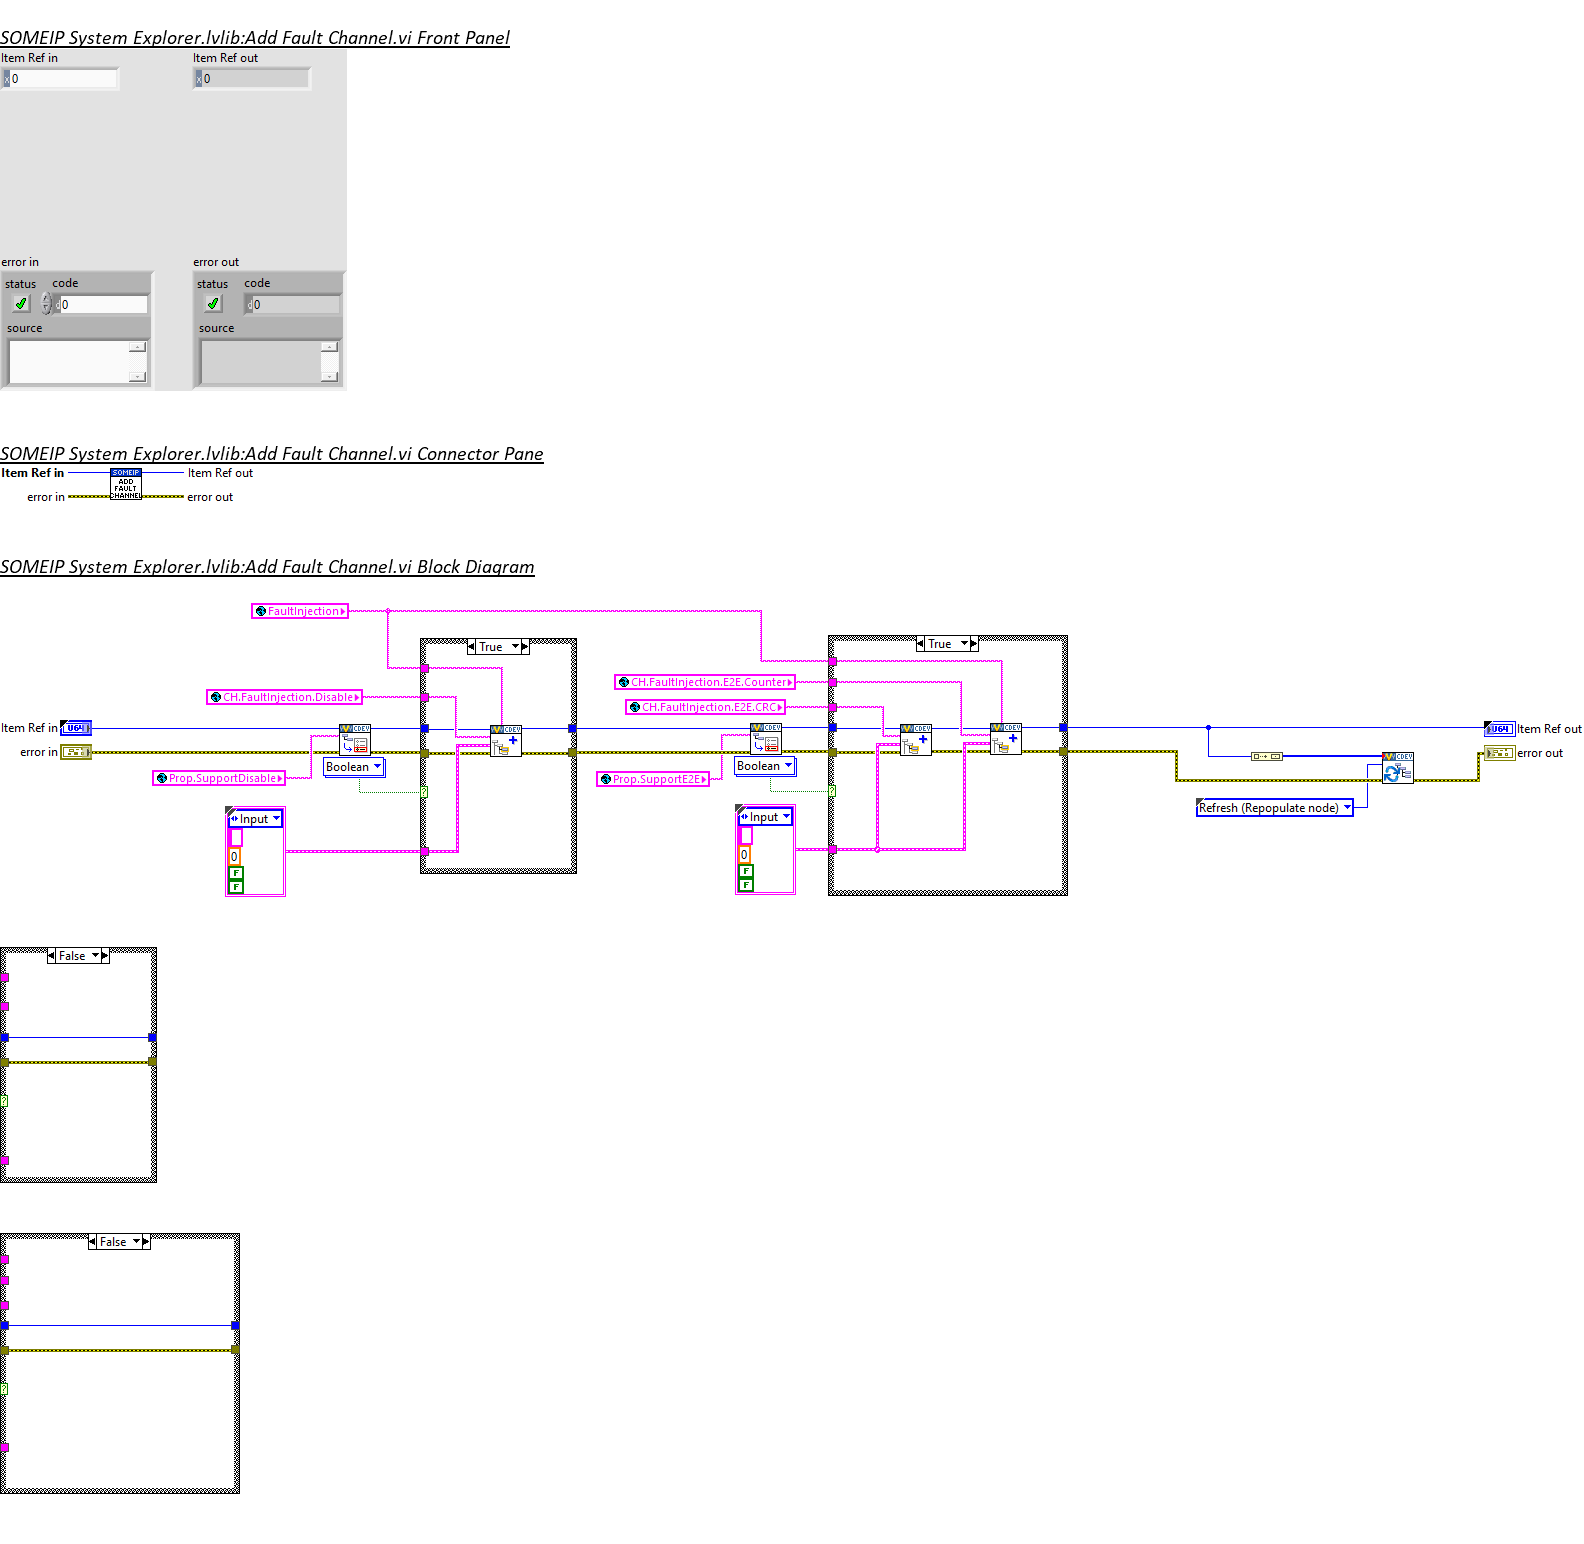 SOMEIP System Explorer.lvlib:Add Fault Channel.vi Front Panel
Item Ref in
Item Ref out
x 0
x 0
error in
error out
status code
status code
d 0
d 0
source
source
SOMEIP System Explorer.lvlib:Add Fault Channel.vi Connector Pane
Item Ref in
SOMEIP
ADD
FAULT
CHANNEL
Item Ref out
error in
error out
SOMEIP System Explorer.lvlib:Add Fault Channel.vi Block Diagram
FaultInjection
True
True
CH.FaultInjection.E2E.Counter
CH.FaultInjection.Disable
CH.FaultInjection.E2E.CRC
Item Ref in
U64
CDEV
CDEV
CDEV
CDEV
CDEV
U64
Item Ref out
error in
error out
CDEV
Boolean
Boolean
Prop.SupportDisable
Prop.SupportE2E
?
?
Refresh (Repopulate node)
Input
Input
0
0
F
F
F
F
False
?
False
?